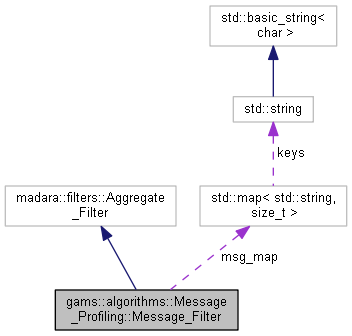 std::basic_string<
char >
std::string
keys
madara::filters::Aggregate
_Filter
std::map< std::string,
size_t >
msg_map
gams::algorithms::Message
_Profiling::Message_Filter